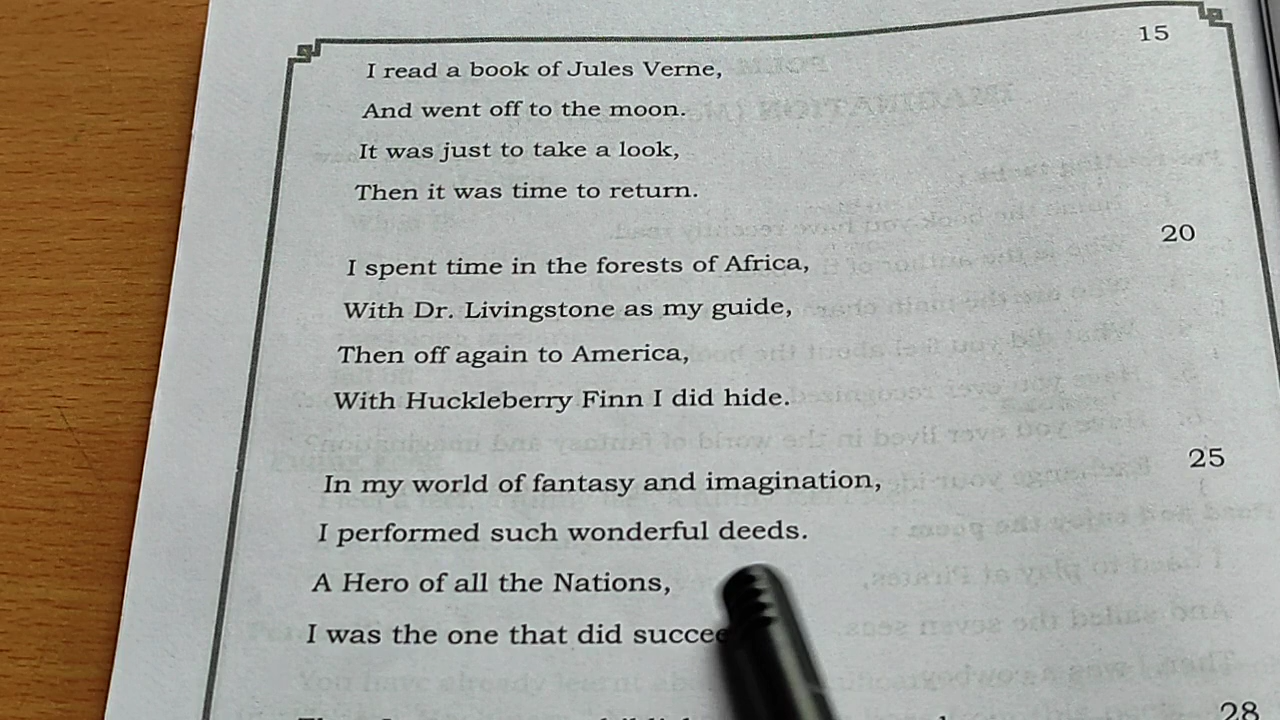 15
I read a book of Jules Verne,
And went off to the moon.
It was just to take a look,
Then it was time to return.
20
I spent time in the forests of Africa,
With Dr. Livingstone as my guide,
Then off again to America,
With Huckleberry Finn I did hide.
25
In my world of fantasy and imagination,
I performed such wonderful deeds.
A Hero of all the Nations,
I was the one that did
28